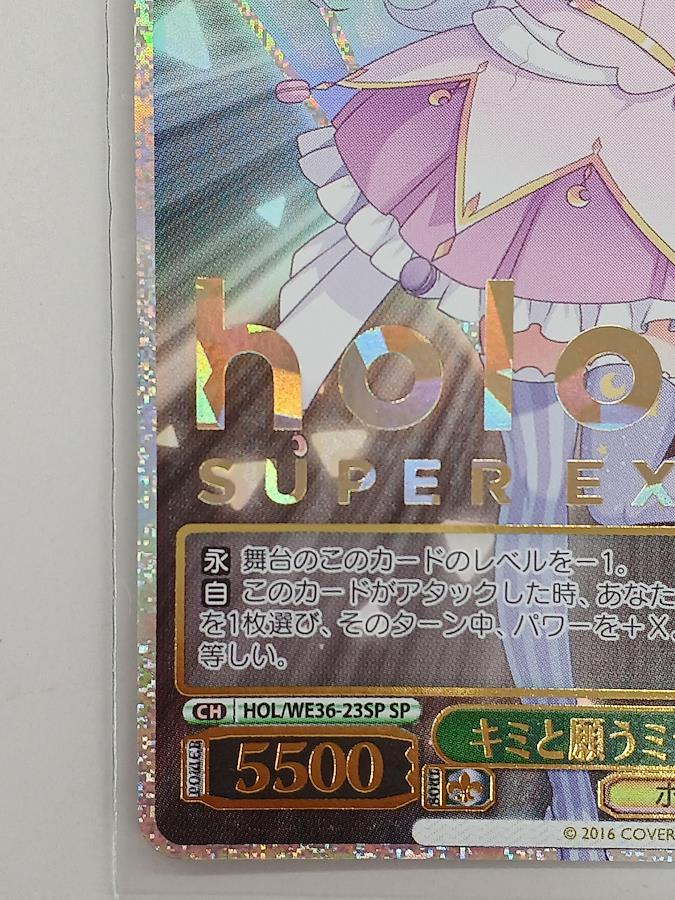 holo
SUPER EX
永 舞台のこのカードのレベルを－1。
自 このカードがアタックした時、あなた
を1枚選び、そのターン中、パワーを＋X。
等しい。
CH HOL/WE36-23SP SP
キミと願うミ
POWER 5500 SOUL
ホ
© 2016 COVER